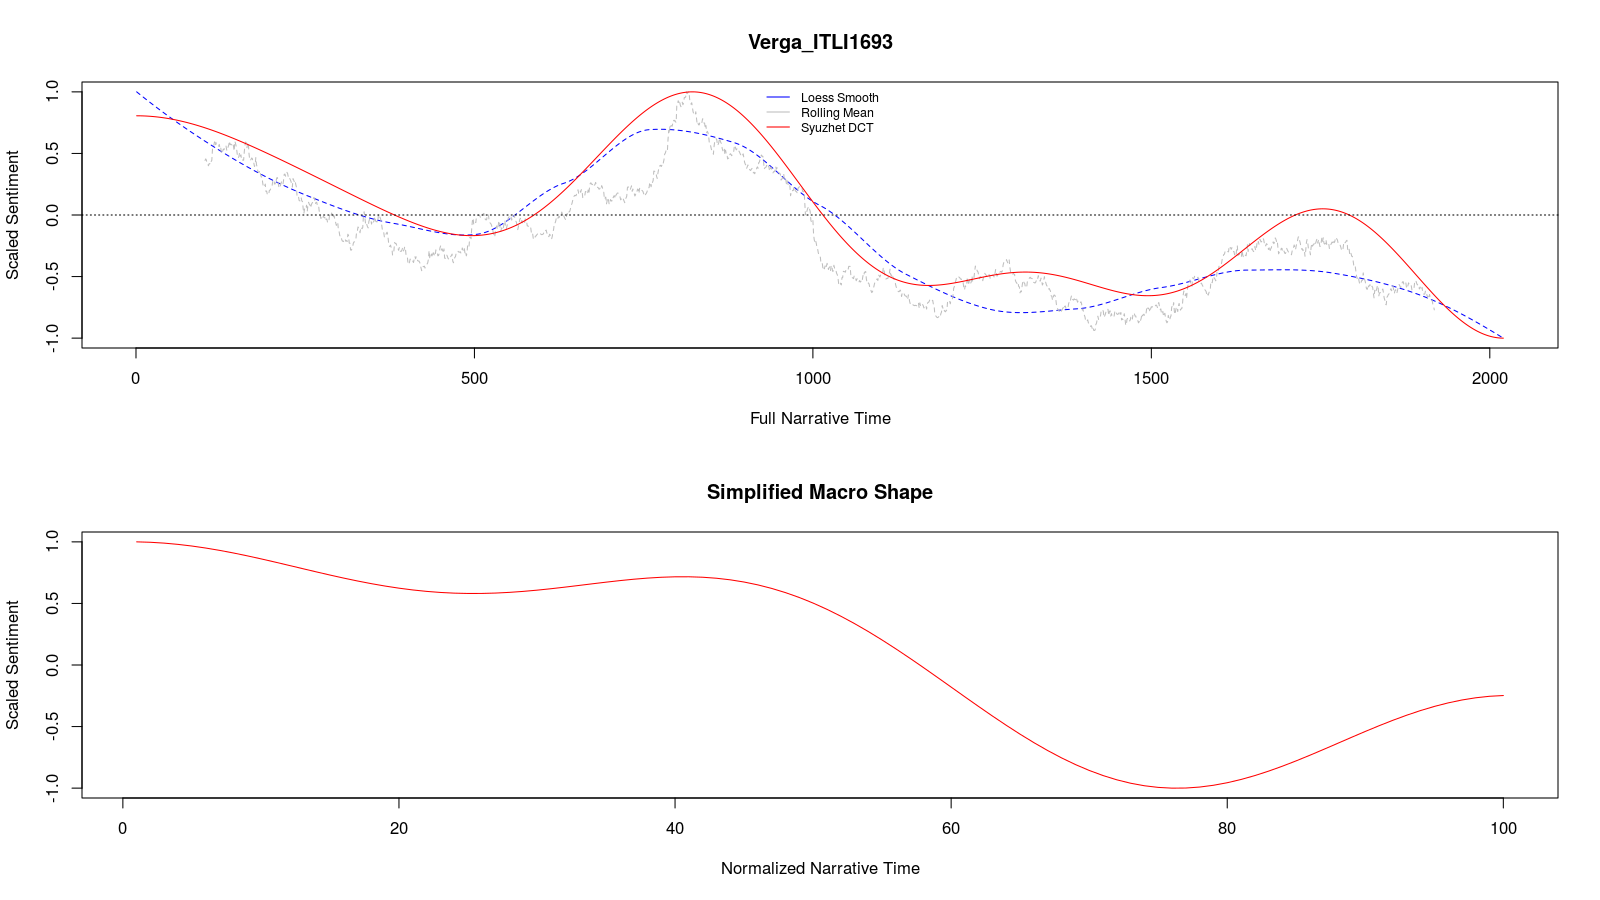 Verga_ITLI1693
Scaled Sentiment
1.0
0.5
0.0
-0.5
-1.0
Loess Smooth
Rolling Mean
Syuzhet DCT
0 500 1000 1500 2000
Full Narrative Time
Simplified Macro Shape
Scaled Sentiment
1.0
0.5
0.0
-0.5
-1.0
0 20 40 60 80 100
Normalized Narrative Time